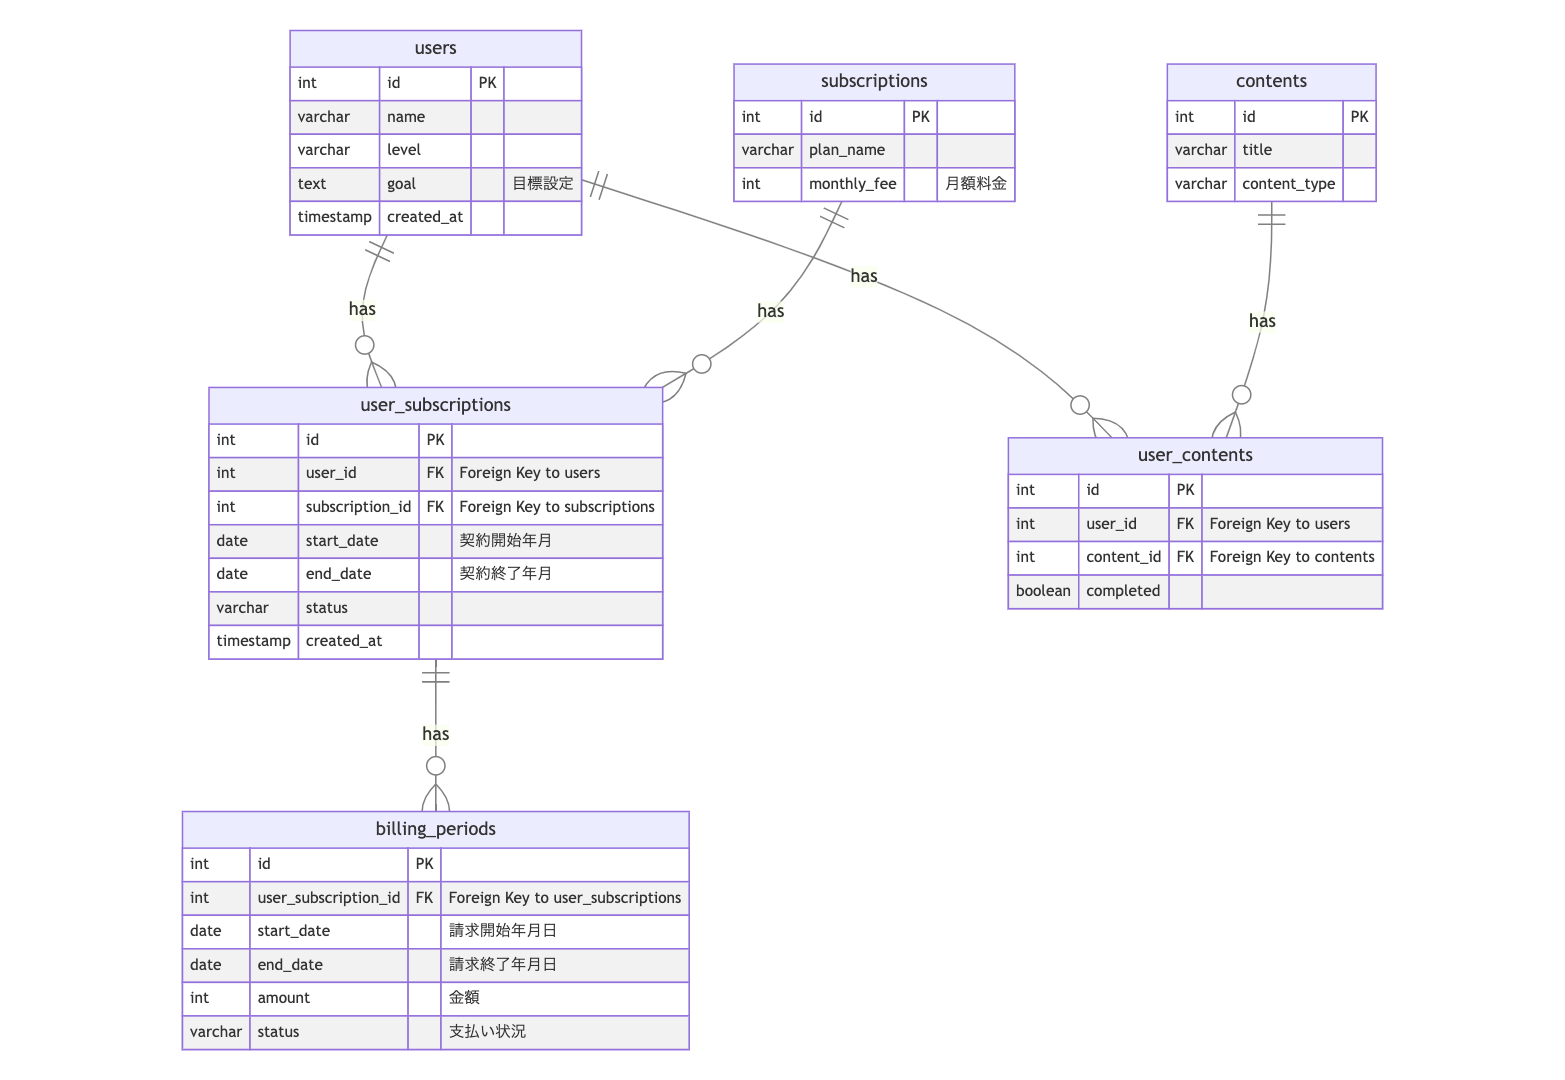 users
int id PK
varchar name
varchar level
text goal 目標設定
timestamp created_at
subscriptions
int id PK
varchar plan_name
int monthly_fee 月額料金
contents
int id PK
varchar title
varchar content_type
has
has
has
has
user_subscriptions
int id PK
int user_id FK Foreign Key to users
int subscription_id FK Foreign Key to subscriptions
date start_date 契約開始年月
date end_date 契約終了年月
varchar status
timestamp created_at
user_contents
int id PK
int user_id FK Foreign Key to users
int content_id FK Foreign Key to contents
boolean completed
has
billing_periods
int id PK
int user_subscription_id FK Foreign Key to user_subscriptions
date start_date 請求開始年月日
date end_date 請求終了年月日
int amount 金額
varchar status 支払い状況